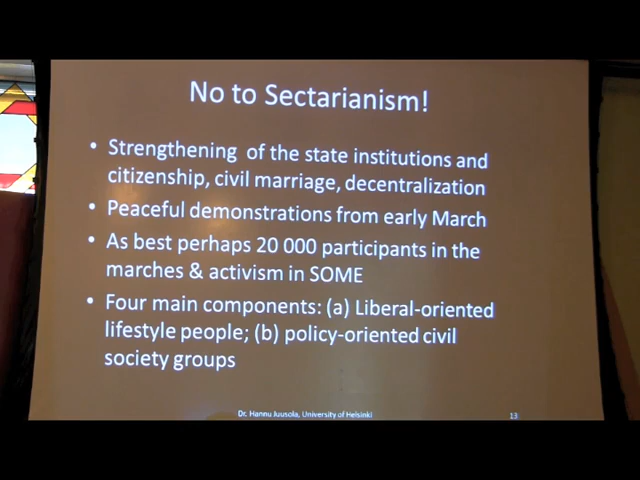 No to Sectarianism!
• Strengthening of the state institutions and
citizenship, civil marriage, decentralization
• Peaceful demonstrations from early March
• As best perhaps 20 000 participants in the
marches & activism in SOME
• Four main components: (a) Liberal-oriented
lifestyle people; (b) policy-oriented civil
society groups
Dr. Hannu Juusola, University of Helsinki
13